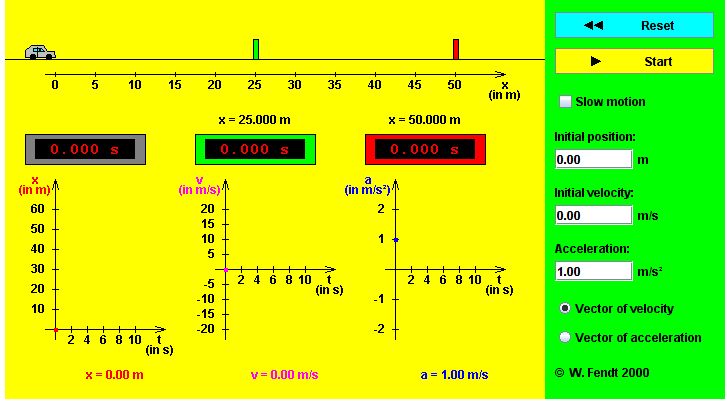 Reset
Start
0 5 10 15 20 25 30 35 40 45 50 x
(in m)
Slow motion
x = 25.000 m x = 50.000 m
0.000 s 0.000 s 0.000 s
Initial position:
0.00 m
x
(in m)
60
50
40
30
20
10
2 4 6 8 10 t
(in s)
v
(in m/s)
20
15
10
5
-5
-10
-15
-20
2 4 6 8 10 t
(in s)
a
(in m/s²)
2
1
-1
-2
2 4 6 8 10 t
(in s)
Initial velocity:
0.00 m/s
Acceleration:
1.00 m/s²
Vector of velocity
Vector of acceleration
x = 0.00 m v = 0.00 m/s a = 1.00 m/s
© W. Fendt 2000